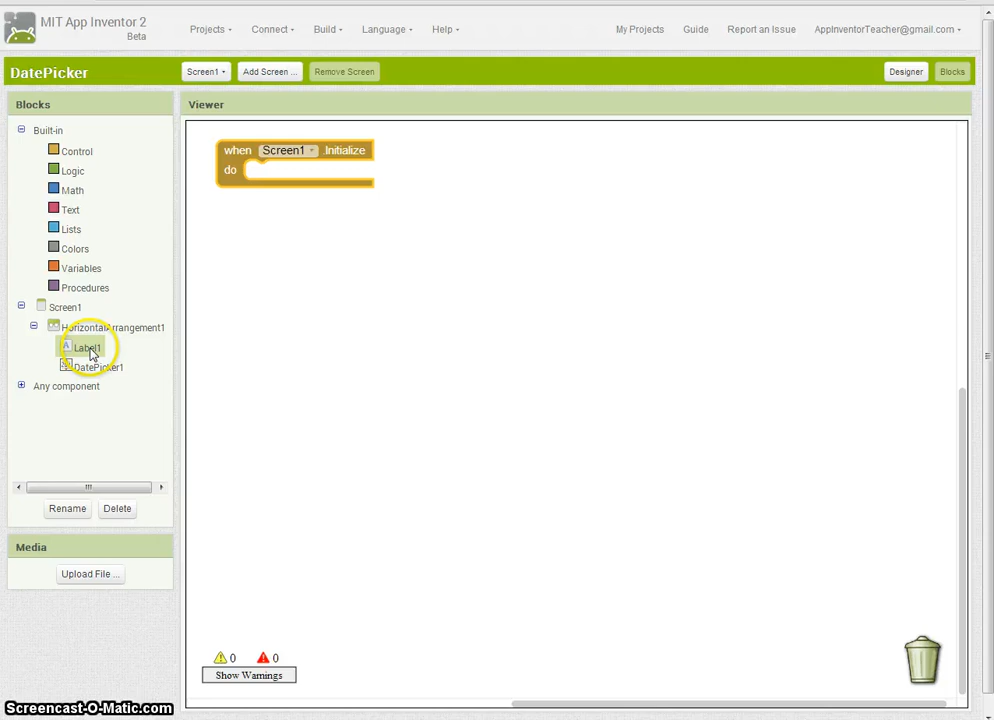 MIT App Inventor 2
Beta
Projects
Connect
Build
Language
Help
My Projects
Guide
Report an Issue
AppInventorTeacher@gmail.com
DatePicker
Screen1
Add Screen ...
Remove Screen
Designer
Blocks
Blocks
Viewer
Built-in
Control
Logic
Math
Text
Lists
Colors
Variables
Procedures
Screen1
HorizontalArrangement1
A
Label1
DatePicker1
Any component
Rename
Delete
Media
Upload File ...
when Screen1 .Initialize
do
0 0
Show Warnings
Screencast-O-Matic.com